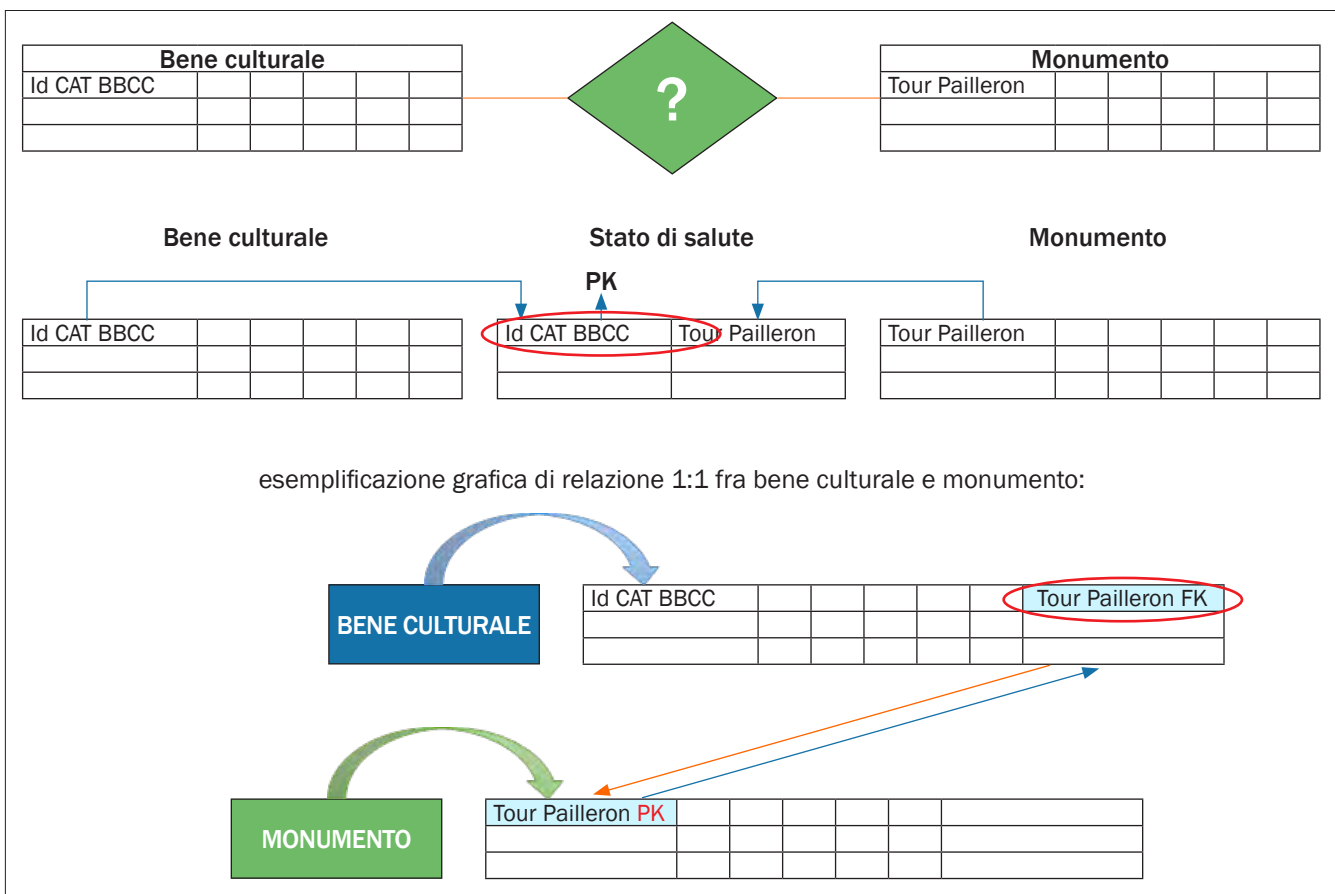 Bene culturale
Id CAT BBCC
?
Monumento
Tour Pailleron
Bene culturale
Stato di salute
Monumento
PK
Id CAT BBCC
Id CAT BBCC
Tour Pailleron
Tour Pailleron
esemplificazione grafica di relazione 1:1 fra bene culturale e monumento:
BENE CULTURALE
Id CAT BBCC
Tour Pailleron FK
MONUMENTO
Tour Pailleron PK